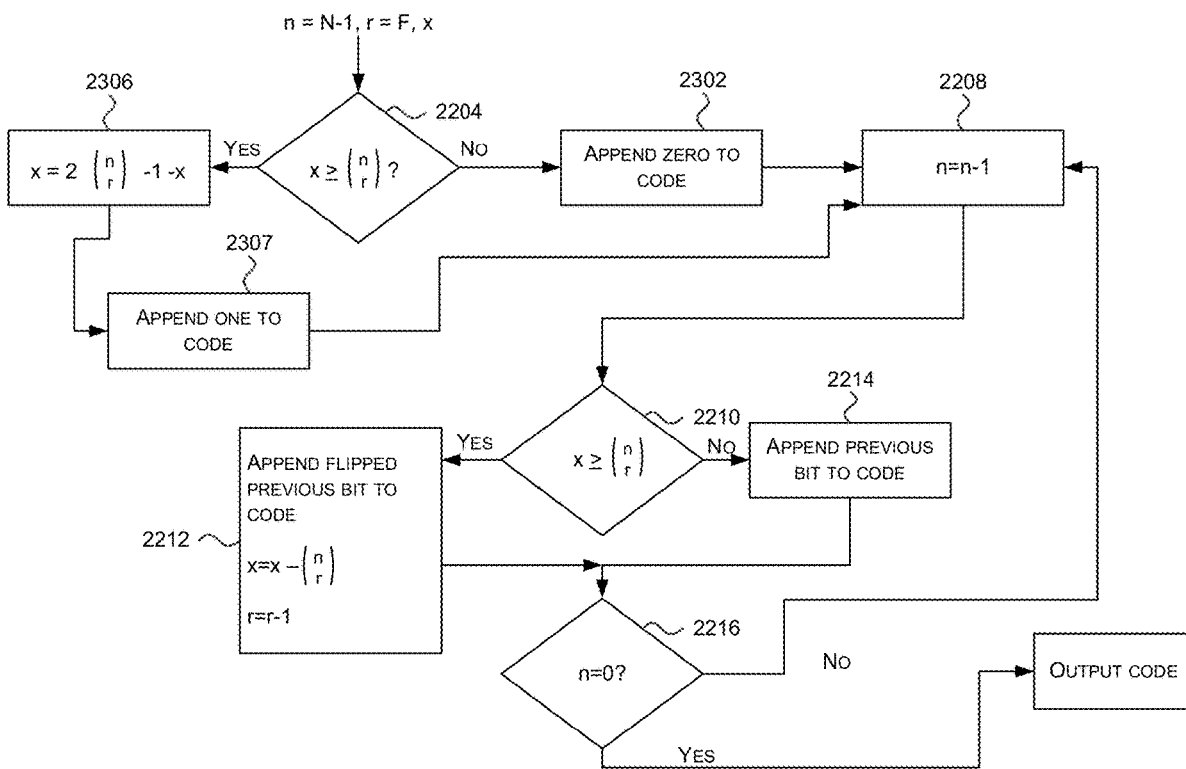 n = N-1, r = F, x
2306
2204
2302
2208
x = 2 (n r) -1 -x
YES
x ≥ (n r) ?
NO
APPEND ZERO TO
CODE
n=n-1
2307
APPEND ONE TO
CODE
2210
2214
YES
x ≥ (n r)
NO
APPEND PREVIOUS
BIT TO CODE
2212
APPEND FLIPPED
PREVIOUS BIT TO
CODE
x=x –(n r)
r=r-1
2216
n=0?
NO
OUTPUT CODE
YES